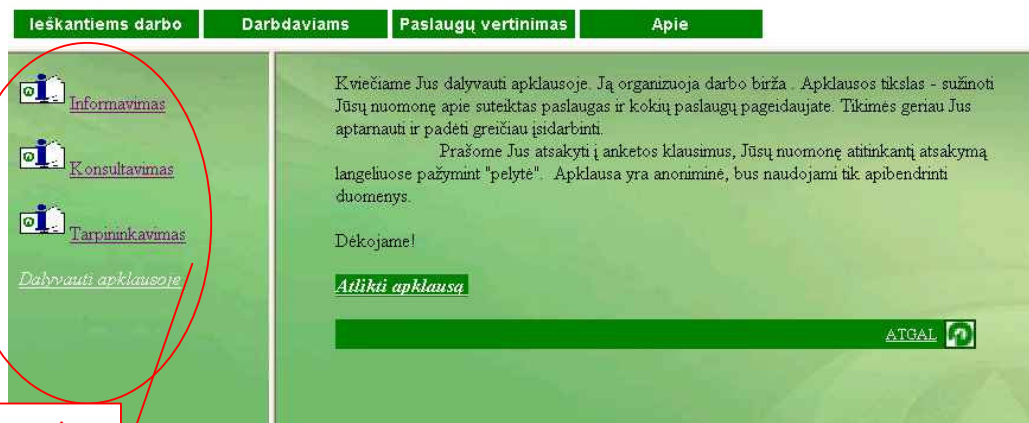 Ieškantiems darbo Darbdaviams Paslaugų vertinimas Apie
Informavimas
Konsultavimas
Tarpininkavimas
Dalyvauti apklausoje
Kviečiame Jus dalyvauti apklausoje. Ją organizuoja darbo birža . Apklausos tikslas - sužinoti
Jūsų nuomonę apie suteiktas paslaugas ir kokių paslaugų pageidaujate. Tikimės geriau Jus
aptarnauti ir padėti greičiau įsidarbinti.
Prašome Jus atsakyti į anketos klausimus, Jūsų nuomonę atitinkantį atsakymą
langeliuose pažymint "pelytė". Apklausa yra anoniminė, bus naudojami tik apibendrinti
duomenys.
Dėkojame!
Atlikti apklausą
ATGAL